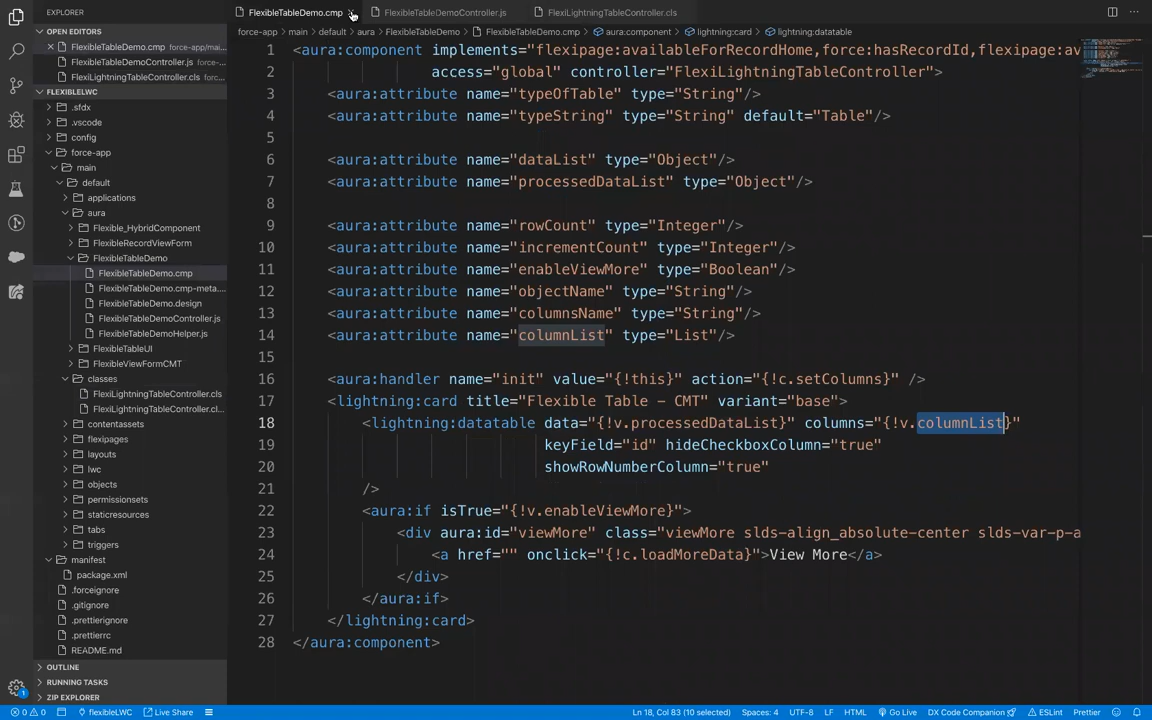 EXPLORER
FlexibleTableDemo.cmp
FlexibleTableDemoController.js
FlexiLightningTableController.cls
OPEN EDITORS
FlexibleTableDemo.cmp force-app/main...
FlexibleTableDemoController.js force-...
FlexiLightningTableController.cls force-...
FLEXIBLELWC
.sfdx
.vscode
config
force-app
main
default
applications
aura
Flexible_HybridComponent
FlexibleRecordViewForm
FlexibleTableDemo
FlexibleTableDemo.cmp
FlexibleTableDemo.cmp-meta....
FlexibleTableDemo.design
FlexibleTableDemoController.js
FlexibleTableDemoHelper.js
FlexibleTableUI
FlexibleViewFormCMT
classes
FlexiLightningTableController.cls
FlexiLightningTableController.cl...
contentassets
flexipages
layouts
lwc
objects
permissionsets
staticresources
tabs
triggers
manifest
package.xml
.forceignore
.gitignore
.prettierignore
.prettierrc
README.md
OUTLINE
RUNNING TASKS
ZIP EXPLORER
force-app > main > default > aura > FlexibleTableDemo > FlexibleTableDemo.cmp > aura:component > lightning:card > lightning:datatable
1 <aura:component implements="flexipage:availableForRecordHome,force:hasRecordId,flexipage:av
2 access="global" controller="FlexiLightningTableController">
3 <aura:attribute name="typeOfTable" type="String"/>
4 <aura:attribute name="typeString" type="String" default="Table"/>
5
6 <aura:attribute name="dataList" type="Object"/>
7 <aura:attribute name="processedDataList" type="Object"/>
8
9 <aura:attribute name="rowCount" type="Integer"/>
10 <aura:attribute name="incrementCount" type="Integer"/>
11 <aura:attribute name="enableViewMore" type="Boolean"/>
12 <aura:attribute name="objectName" type="String"/>
13 <aura:attribute name="columnsName" type="String"/>
14 <aura:attribute name="columnList" type="List"/>
15
16 <aura:handler name="init" value="{!this}" action="{!c.setColumns}" />
17 <lightning:card title="Flexible Table - CMT" variant="base">
18 <lightning:datatable data="{!v.processedDataList}" columns="{!v.columnList}"
19 keyField="id" hideCheckboxColumn="true"
20 showRowNumberColumn="true"
21 />
22 <aura:if isTrue="{!v.enableViewMore}">
23 <div aura:id="viewMore" class="viewMore slds-align_absolute-center slds-var-p-a
24 <a href="" onclick="{!c.loadMoreData}">View More</a>
25 </div>
26 </aura:if>
27 </lightning:card>
28 </aura:component>
1
0 0 flexibleLWC Live Share Ln 18, Col 83 (10 selected) Spaces: 4 UTF-8 LF HTML Go Live DX Code Companion ESLint Prettier